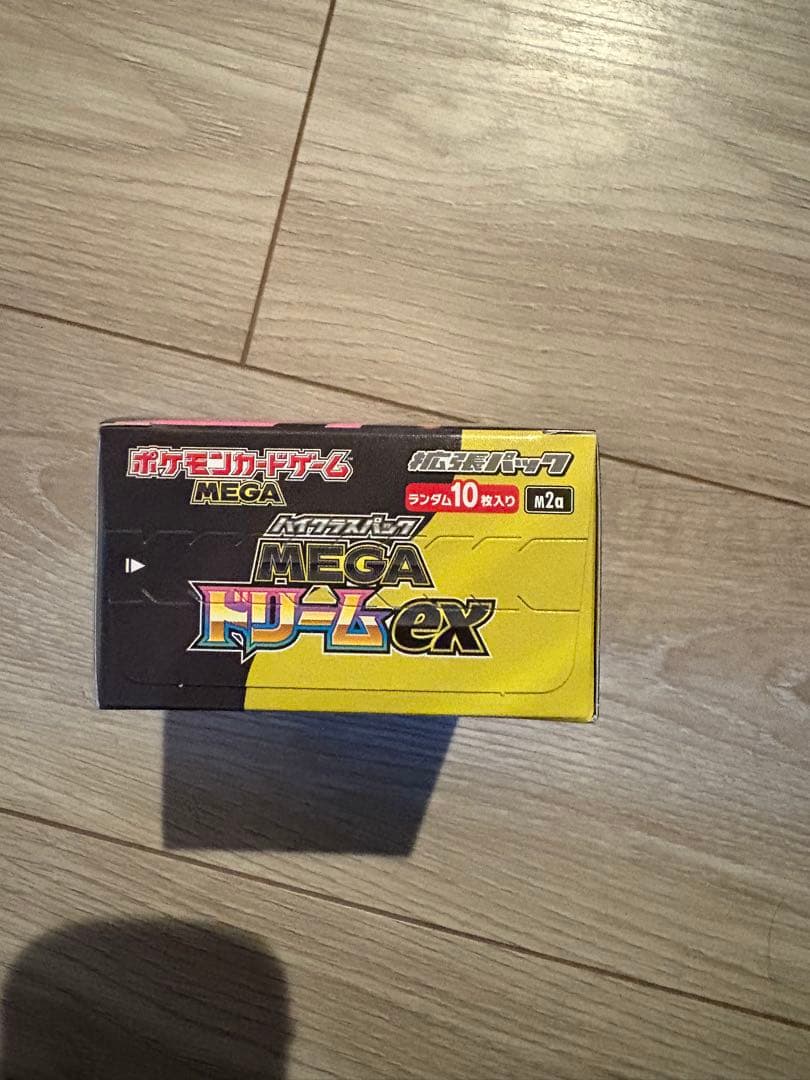 ポケモンカードゲーム
MEGA
拡張パック
ランダム10枚入り M2a
ハイクラスパック
MEGA
ドリームex